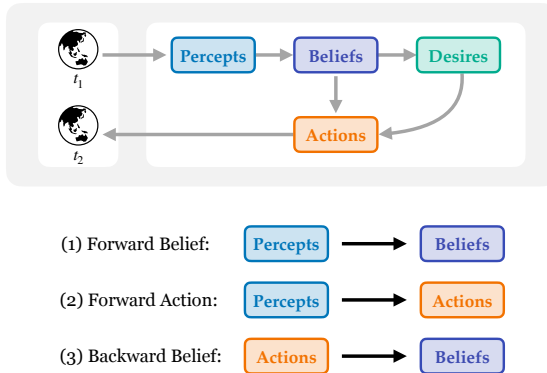 Percepts Beliefs Desires
t1
Actions
t2
(1) Forward Belief: Percepts Beliefs
(2) Forward Action: Percepts Actions
(3) Backward Belief: Actions Beliefs